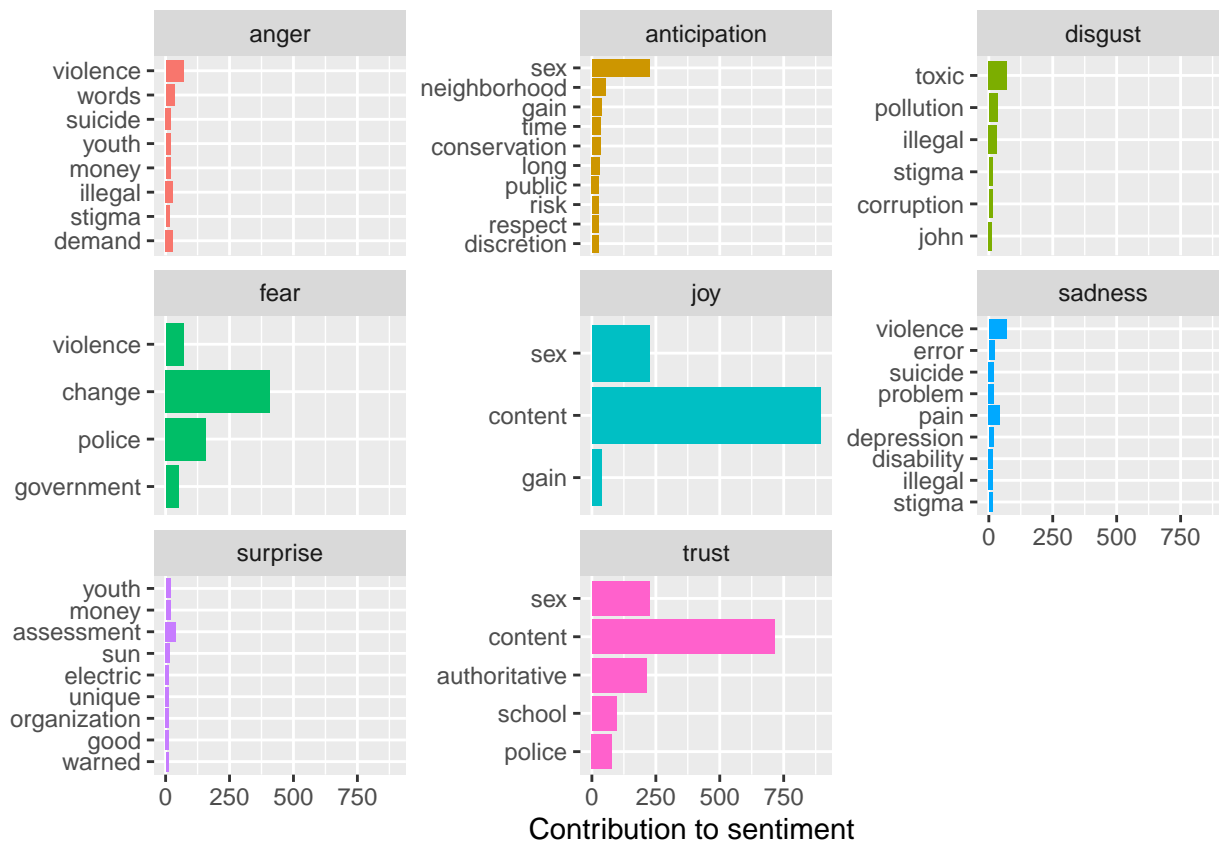 anger
violence
words
suicide
youth
money
illegal
stigma
demand
anticipation
sex
neighborhood
gain
time
conservation
long
public
risk
respect
discretion
disgust
toxic
pollution
illegal
stigma
corruption
john
fear
violence
change
police
government
joy
sex
content
gain
sadness
violence
error
suicide
problem
pain
depression
disability
illegal
stigma
0 250 500 750
surprise
youth
money
assessment
sun
electric
unique
organization
good
warned
0 250 500 750
trust
sex
content
authoritative
school
police
0 250 500 750
Contribution to sentiment